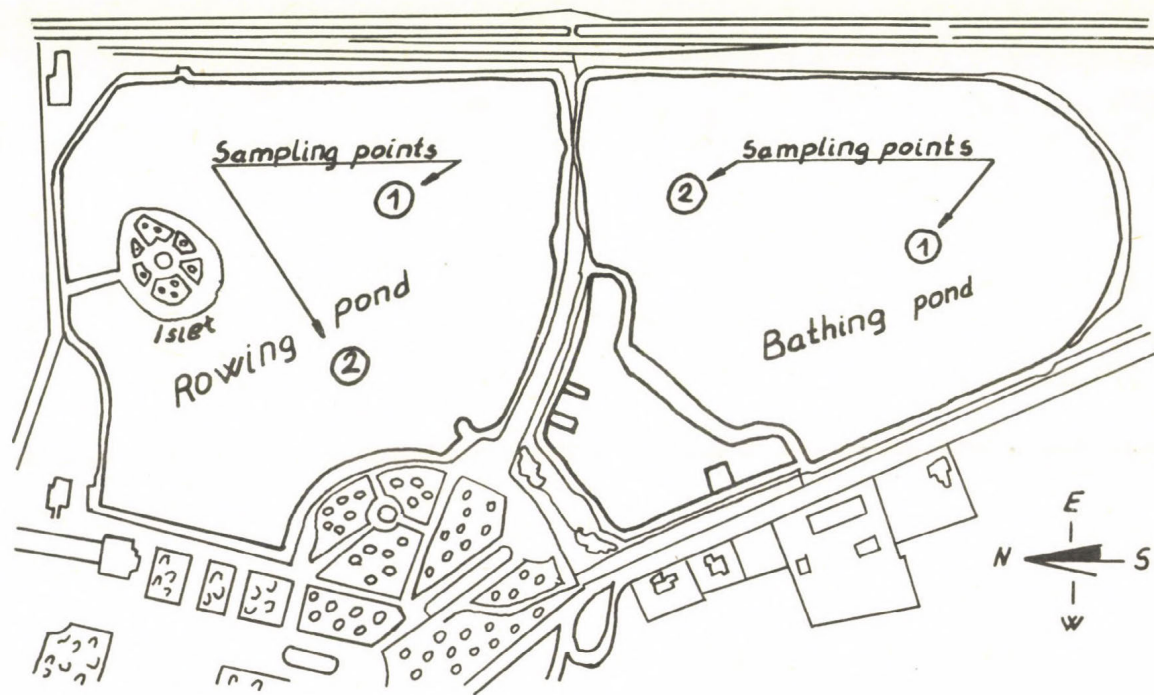 Sampling points
Sampling points
1
2
2
1
Islet
Rowing pond
Bathing pond
E
N S
W